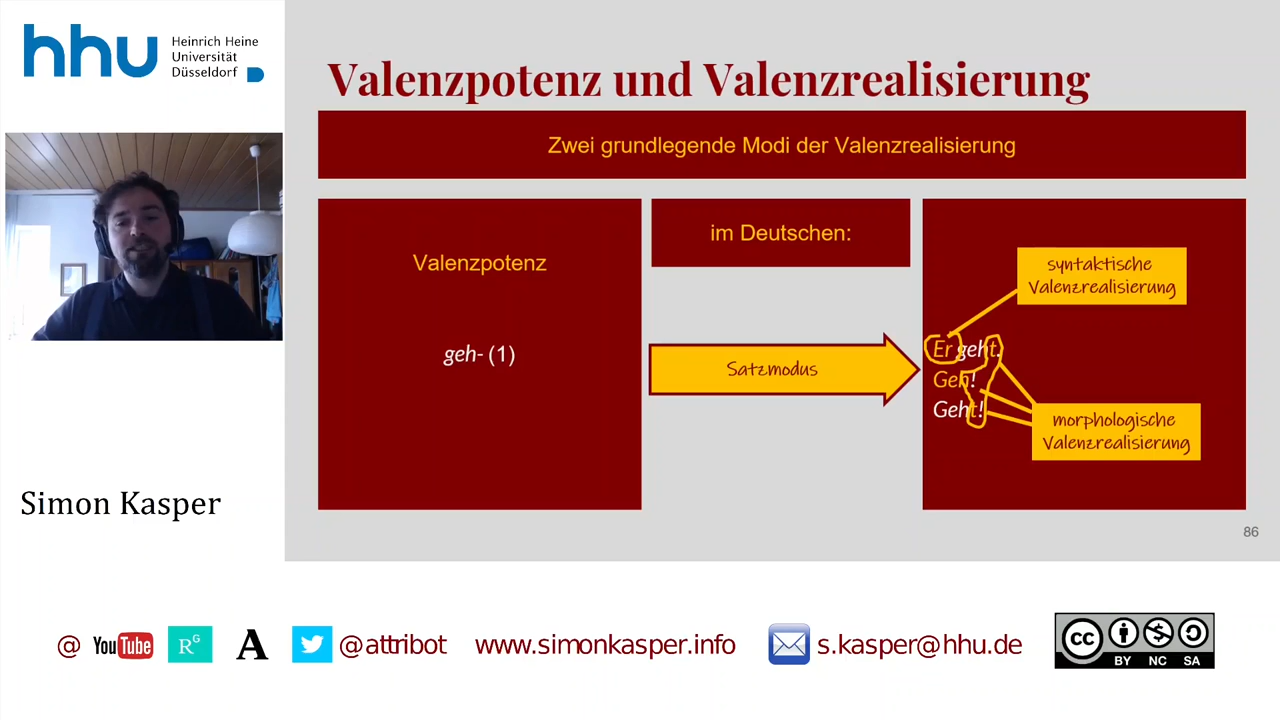 hhu
Heinrich Heine
Universität
Düsseldorf
Valenzpotenz und Valenzrealisierung
Zwei grundlegende Modi der Valenzrealisierung
Valenzpotenz
geh- (1)
im Deutschen:
Satzmodus
syntaktische
Valenzrealisierung
Er geht.
Geh!
Geht!
morphologische
Valenzrealisierung
86
Simon Kasper
@ YouTube RG A @attribot www.simonkasper.info s.kasper@hhu.de
cc BY NC SA